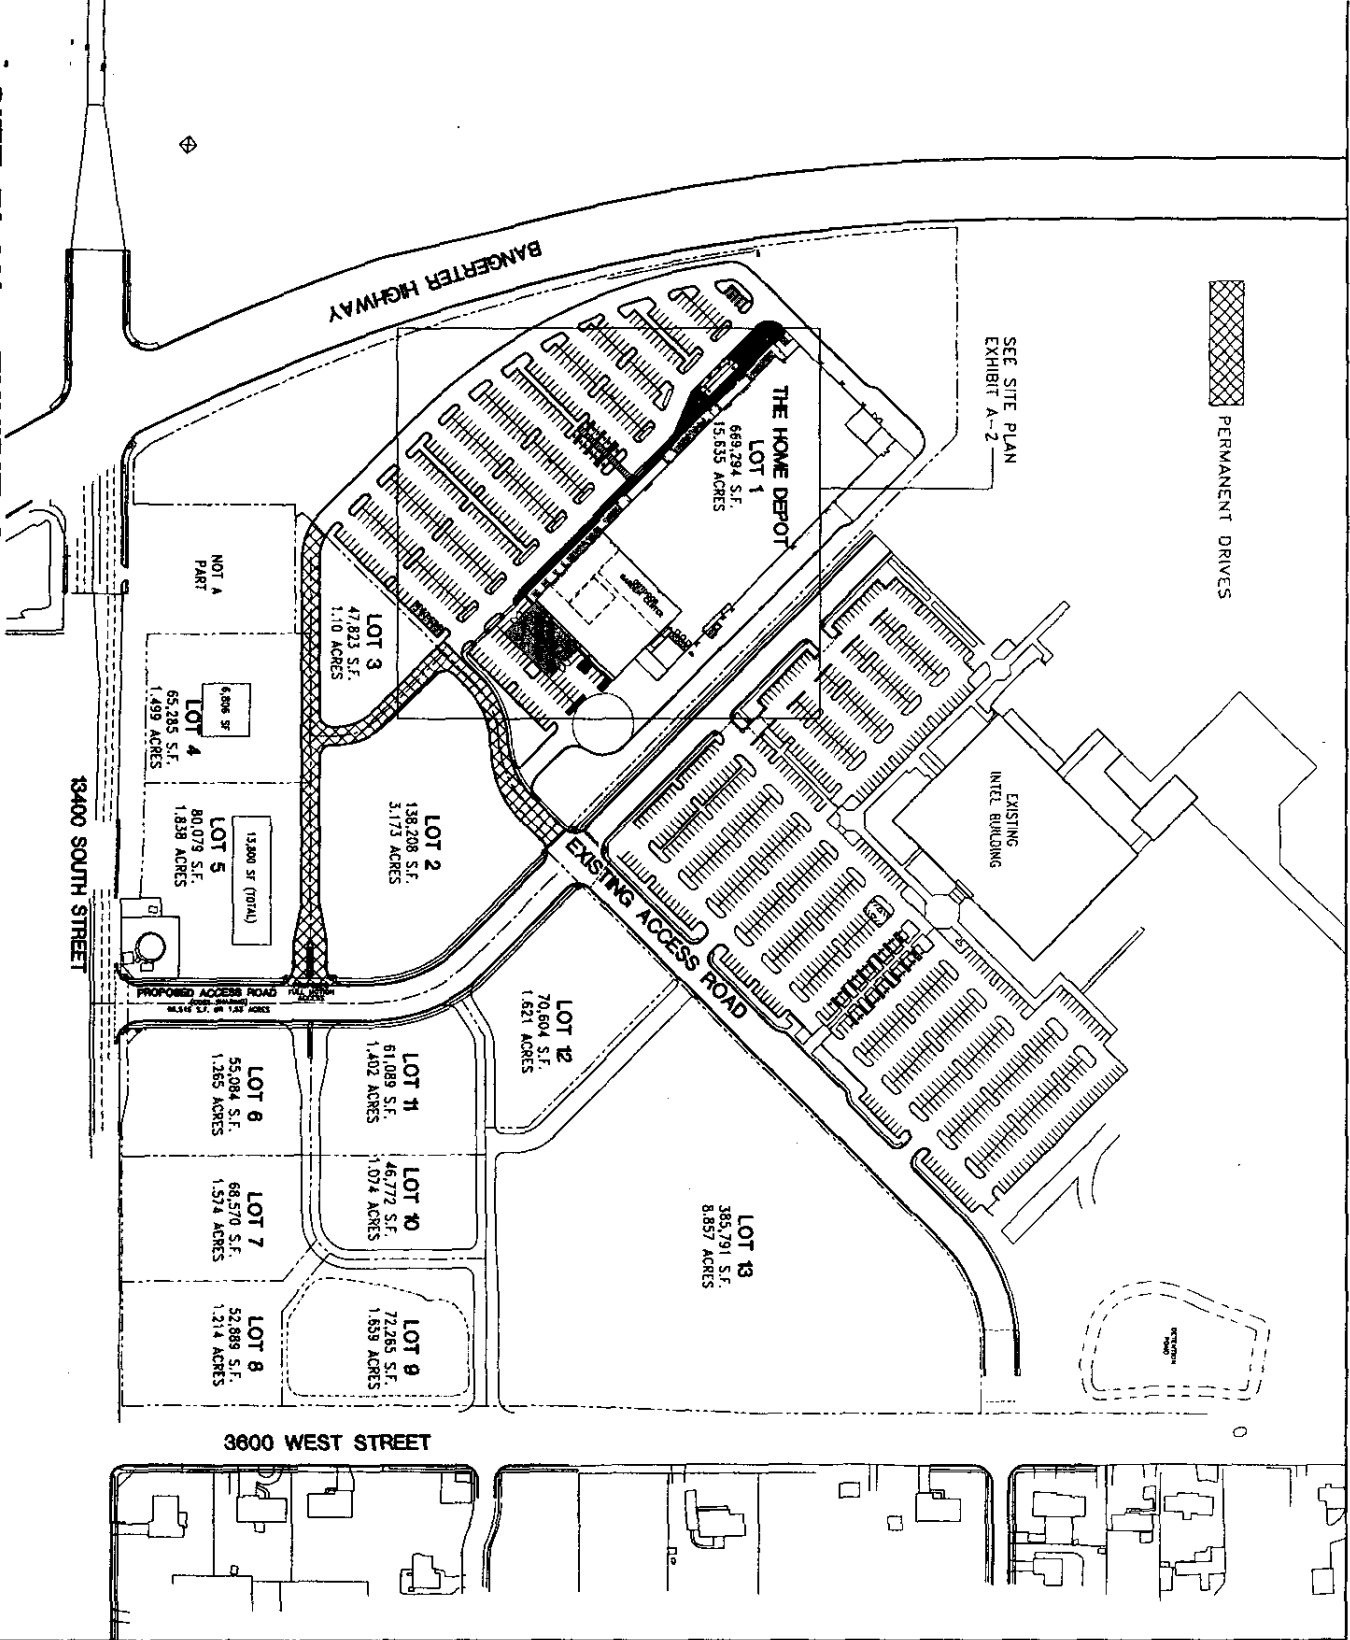 BANGERTER HIGHWAY
SEE SITE PLAN
EXHIBIT A-2
PERMANENT DRIVES
THE HOME DEPOT
LOT 1
669,294 S.F.
15.635 ACRES
NOT A
PART
LOT 3
47,823 S.F.
1.10 ACRES
6,806 SF
LOT 4
65,285 S.F.
1.499 ACRES
13,800 SF (TOTAL)
LOT 5
80,079 S.F.
1.838 ACRES
LOT 2
138,208 S.F.
3.173 ACRES
EXISTING
INTEL BUILDING
EXISTING ACCESS ROAD
13400 SOUTH STREET
PROPOSED ACCESS ROAD
FULL MOTION
ACCESS
LOT 12
70,604 S.F.
1.621 ACRES
LOT 6
55,084 S.F.
1.265 ACRES
LOT 11
61,089 S.F.
1.402 ACRES
LOT 7
68,570 S.F.
1.574 ACRES
LOT 10
46,772 S.F.
1.074 ACRES
LOT 13
385,791 S.F.
8.857 ACRES
LOT 8
52,889 S.F.
1.214 ACRES
LOT 9
72,265 S.F.
1.659 ACRES
DETENTION
POND
3600 WEST STREET